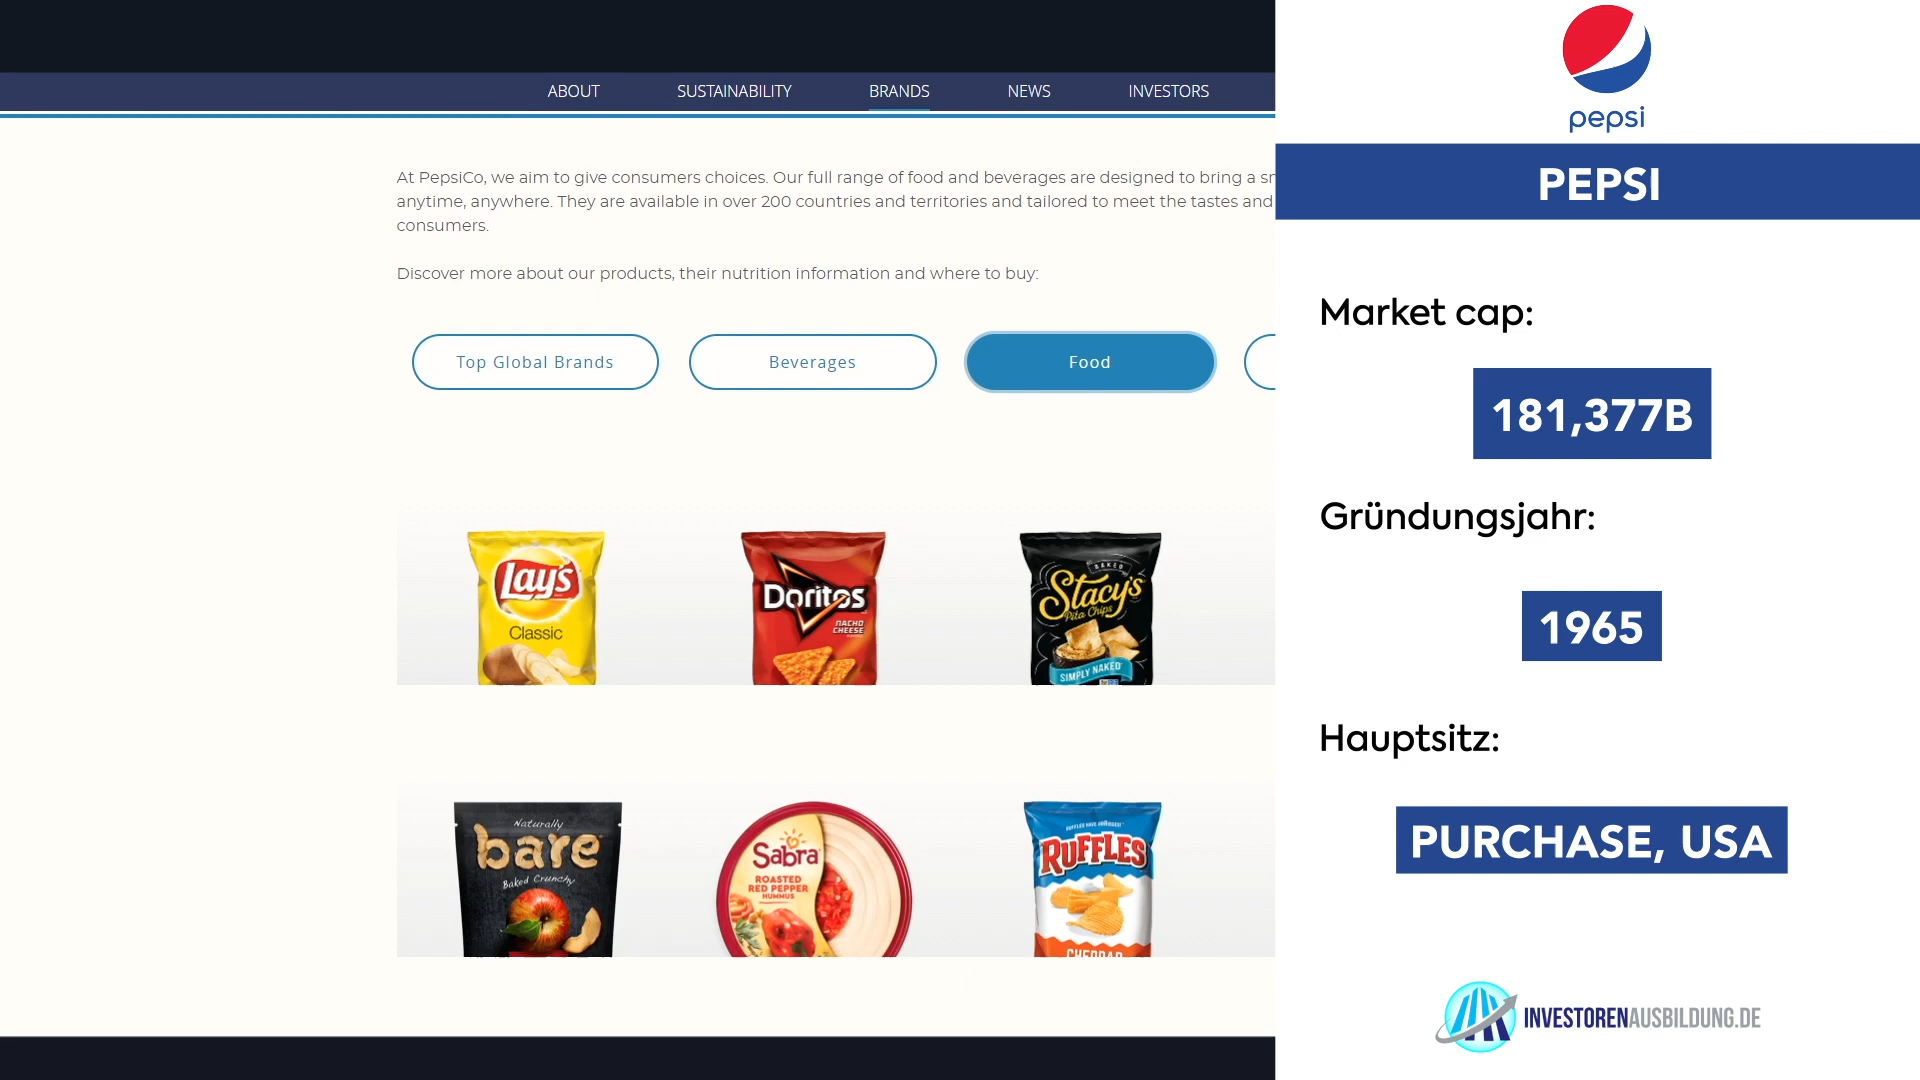 ABOUT SUSTAINABILITY BRANDS NEWS INVESTORS
At PepsiCo, we aim to give consumers choices. Our full range of food and beverages are designed to bring a
anytime, anywhere. They are available in over 200 countries and territories and tailored to meet the tastes and
consumers.
Discover more about our products, their nutrition information and where to buy:
Top Global Brands
Beverages
Food
Lay's
Classic
Doritos
NACHO
CHEESE
BAKED
Stacy's
Pita Chips
SIMPLY NAKED
Naturally
bare
Baked Crunchy
Sabra
ROASTED
RED PEPPER
HUMMUS
RUFFLES HAVE RIDGES!
RUFFLES
CHEDDAR
pepsi
PEPSI
Market cap:
181,377B
Gründungsjahr:
1965
Hauptsitz:
PURCHASE, USA
INVESTORENAUSBILDUNG.DE